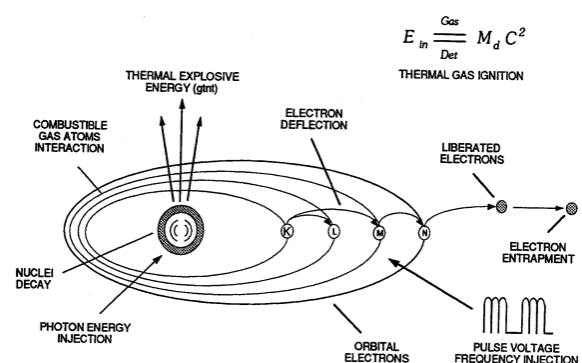 Gas
E in = M d C 2
Det
THERMAL GAS IGNITION
THERMAL EXPLOSIVE
ENERGY (gtnt)
ELECTRON
DEFLECTION
COMBUSTIBLE
GAS ATOMS
INTERACTION
LIBERATED
ELECTRONS
K
L
M
N
ELECTRON
ENTRAPMENT
NUCLEI
DECAY
PHOTON ENERGY
INJECTION
ORBITAL
ELECTRONS
PULSE VOLTAGE
FREQUENCY INJECTION